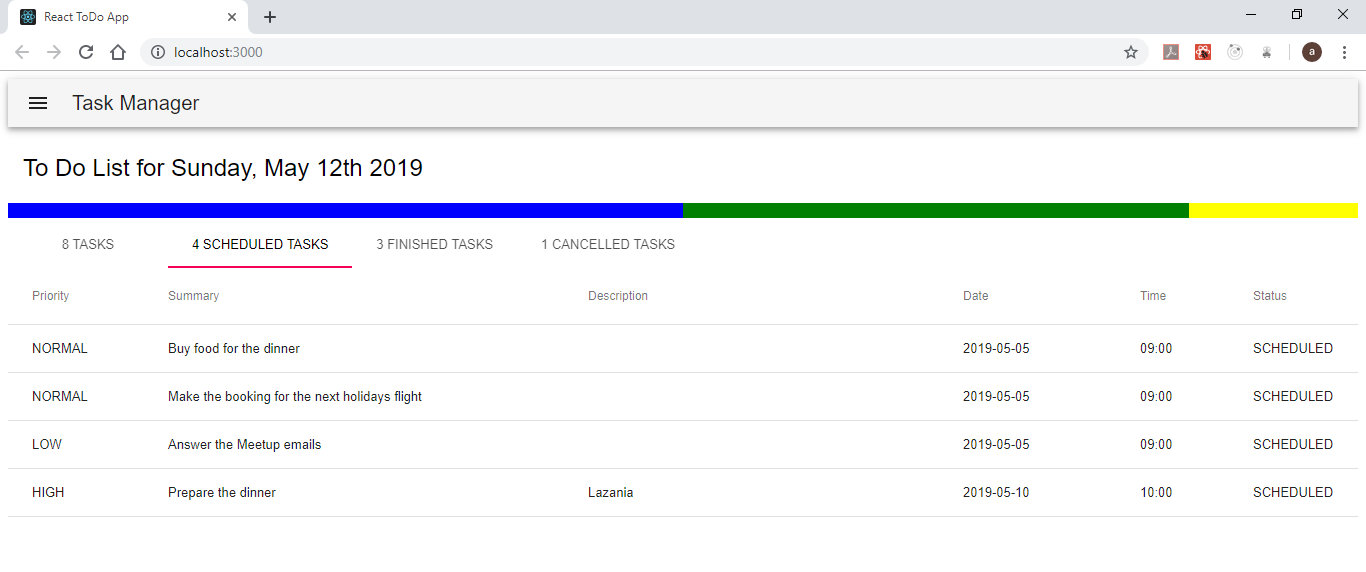 React ToDo App
localhost:3000
a
Task Manager
To Do List for Sunday, May 12th 2019
8 TASKS 4 SCHEDULED TASKS 3 FINISHED TASKS 1 CANCELLED TASKS
Priority Summary Description Date Time Status
NORMAL Buy food for the dinner 2019-05-05 09:00 SCHEDULED
NORMAL Make the booking for the next holidays flight 2019-05-05 09:00 SCHEDULED
LOW Answer the Meetup emails 2019-05-05 09:00 SCHEDULED
HIGH Prepare the dinner Lazania 2019-05-10 10:00 SCHEDULED